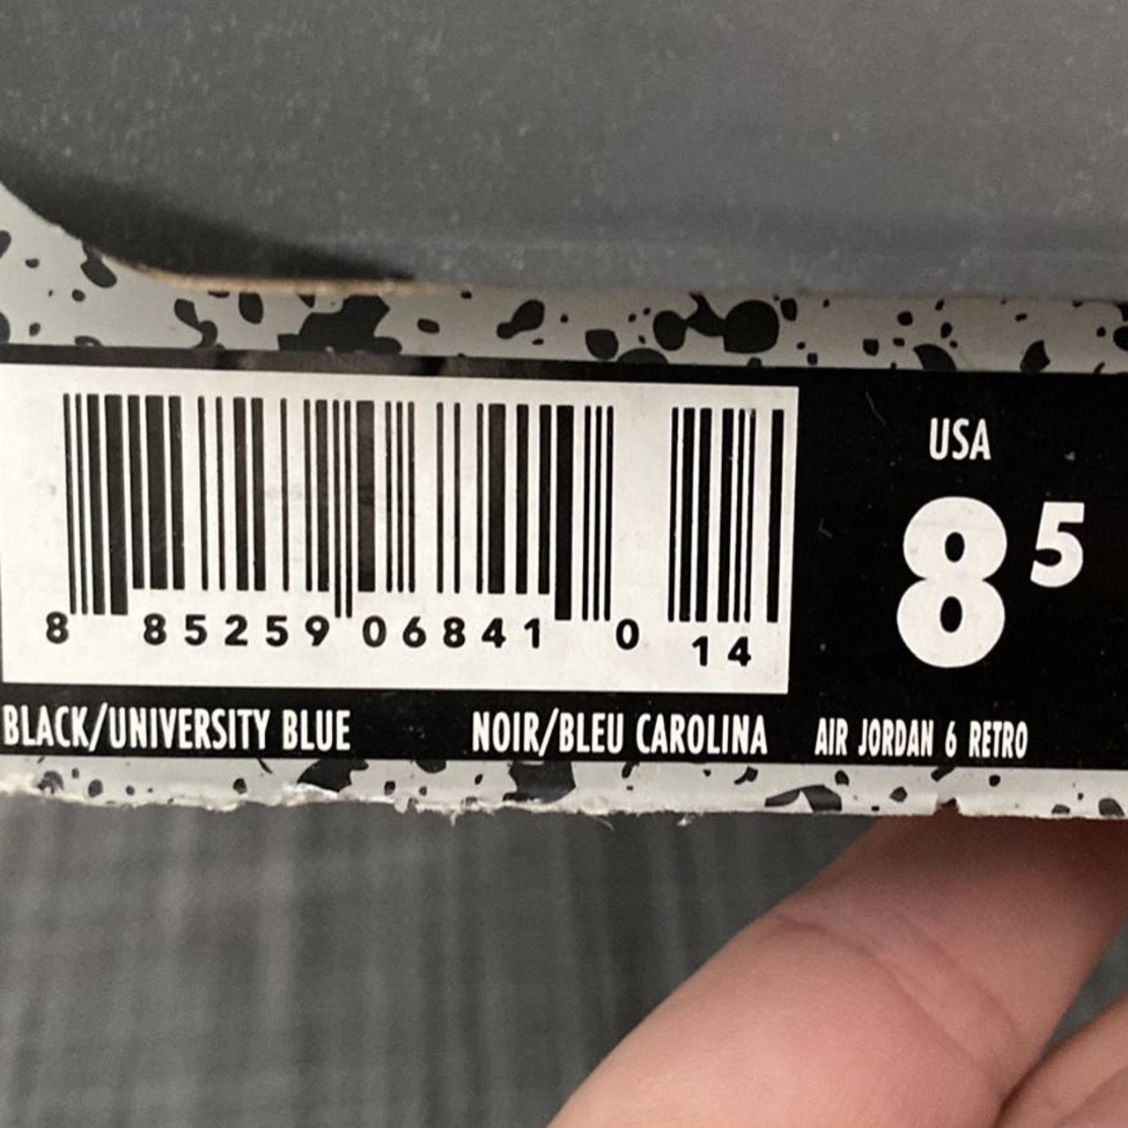 USA
8 5
8 85259 06841 0 14
BLACK/UNIVERSITY BLUE NOIR/BLEU CAROLINA AIR JORDAN 6 RETRO